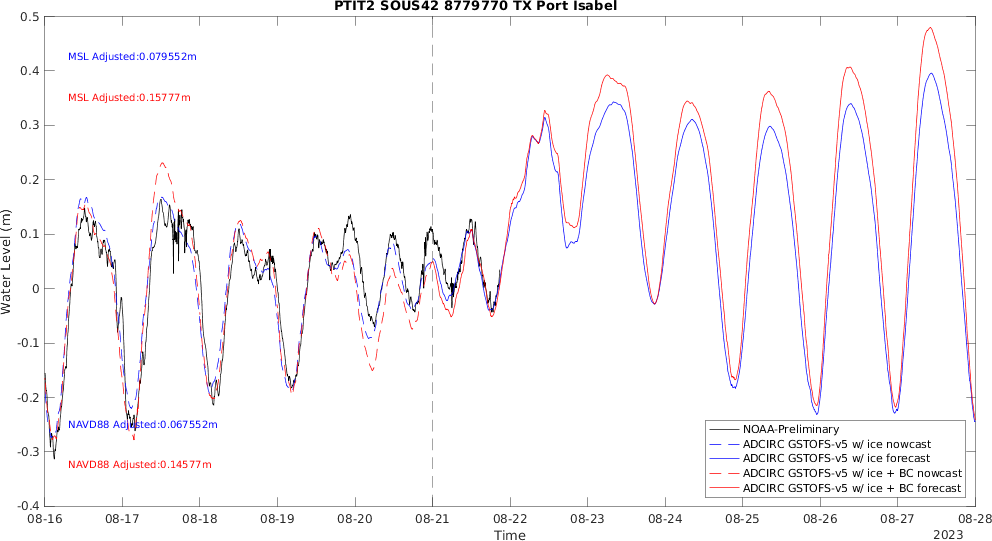 PTIT2 SOUS42 8779770 TX Port Isabel
0.5
0.4
0.3
0.2
0.1
0
-0.1
-0.2
-0.3
-0.4
Water Level (m)
MSL Adjusted:0.079552m
MSL Adjusted:0.15777m
NAVD88 Adjusted:0.067552m
NAVD88 Adjusted:0.14577m
NOAA-Preliminary
ADCIRC GSTOFS-v5 w/ ice nowcast
ADCIRC GSTOFS-v5 w/ ice forecast
ADCIRC GSTOFS-v5 w/ ice + BC nowcast
ADCIRC GSTOFS-v5 w/ ice + BC forecast
08-16 08-17 08-18 08-19 08-20 08-21 08-22 08-23 08-24 08-25 08-26 08-27 08-28
Time
2023